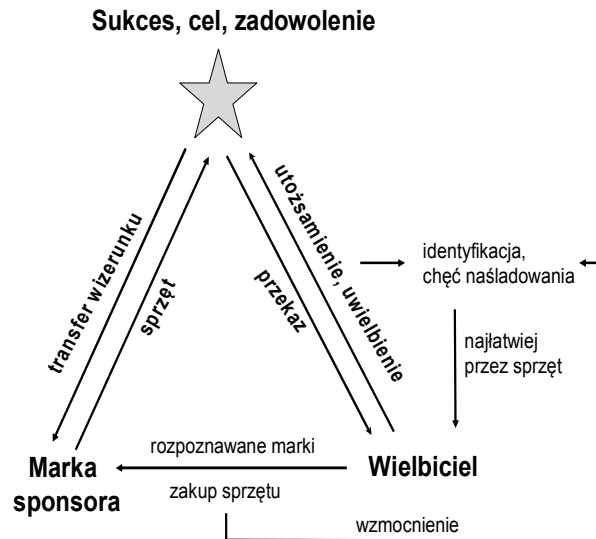 Sukces, cel, zadowolenie
transfer wizerunku
sprzęt
przekaz
utożsamienie, uwielbienie
identyfikacja,
chęć naśladowania
najłatwiej
przez sprzęt
rozpoznawane marki
Marka
sponsora
Wielbiciel
zakup sprzętu
wzmocnienie